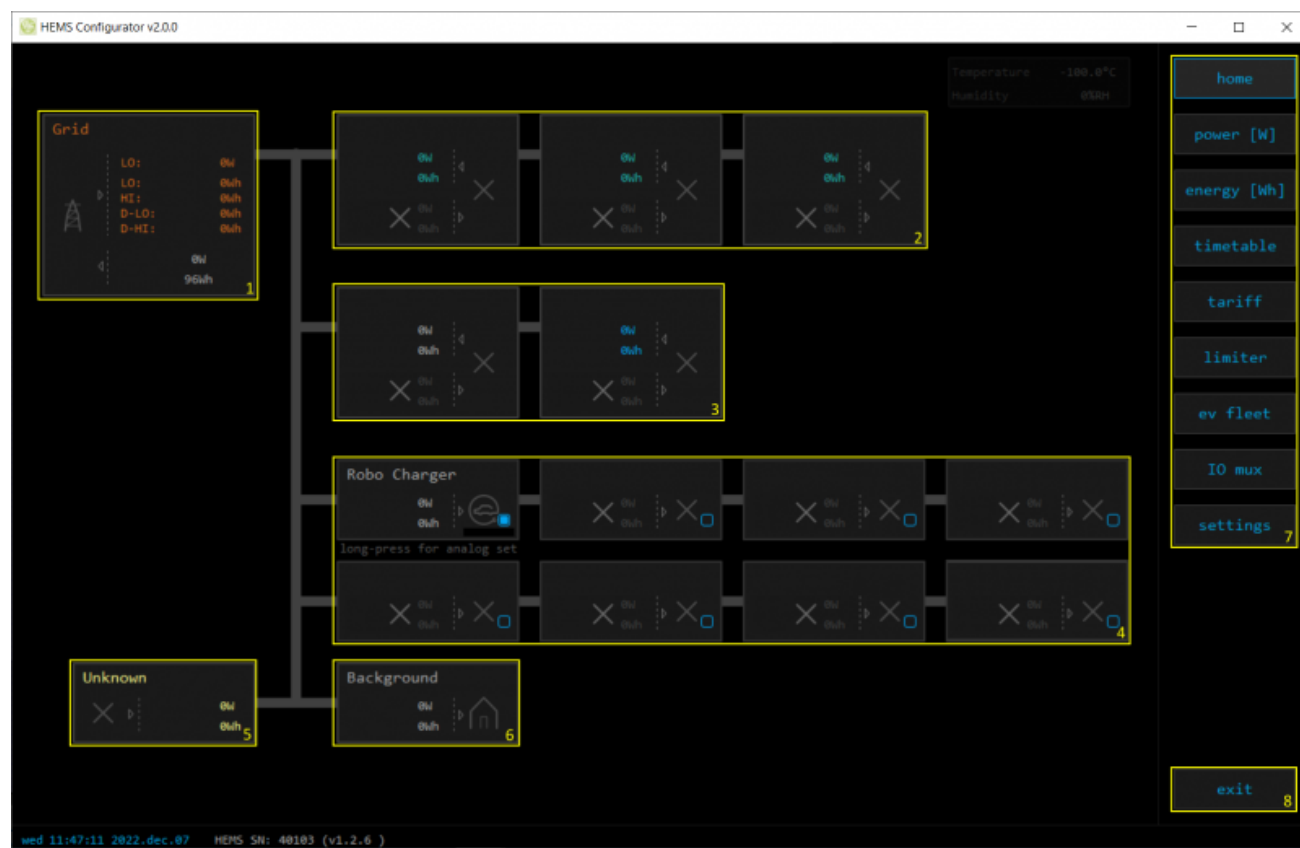 HEMS Configurator v2.0.0
Temperature -100.0°C
Humidity 0%RH
Grid
LO: 0W
LO: 0Wh
HI: 0Wh
D-LO: 0Wh
D-HI: 0Wh
0W
96Wh
1
0W 0W 0W
0Wh 0Wh 0Wh
0W 0W 0W
0Wh 0Wh 0Wh
2
0W 0W
0Wh 0Wh
0W 0W
0Wh 0Wh
3
Robo Charger
0W 0W 0W 0W
0Wh 0Wh 0Wh 0Wh
long-press for analog set
0W 0W 0W 0W
0Wh 0Wh 0Wh 0Wh
4
Unknown
0W
0Wh
5
Background
0W
0Wh
6
home
power [W]
energy [Wh]
timetable
tariff
limiter
ev fleet
IO mux
settings
7
exit
8
wed 11:47:11 2022.dec.07 HEMS SN: 40103 (v1.2.6 )